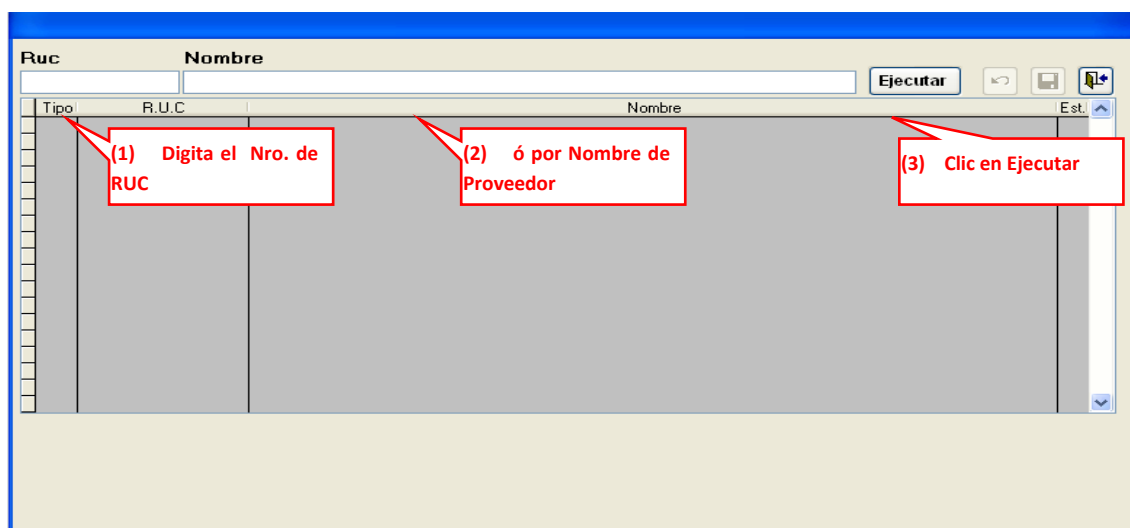 Ruc Nombre
Ejecutar
Tipo R.U.C Nombre Est.
(1) Digita el Nro. de
RUC
(2) ó por Nombre de
Proveedor
(3) Clic en Ejecutar